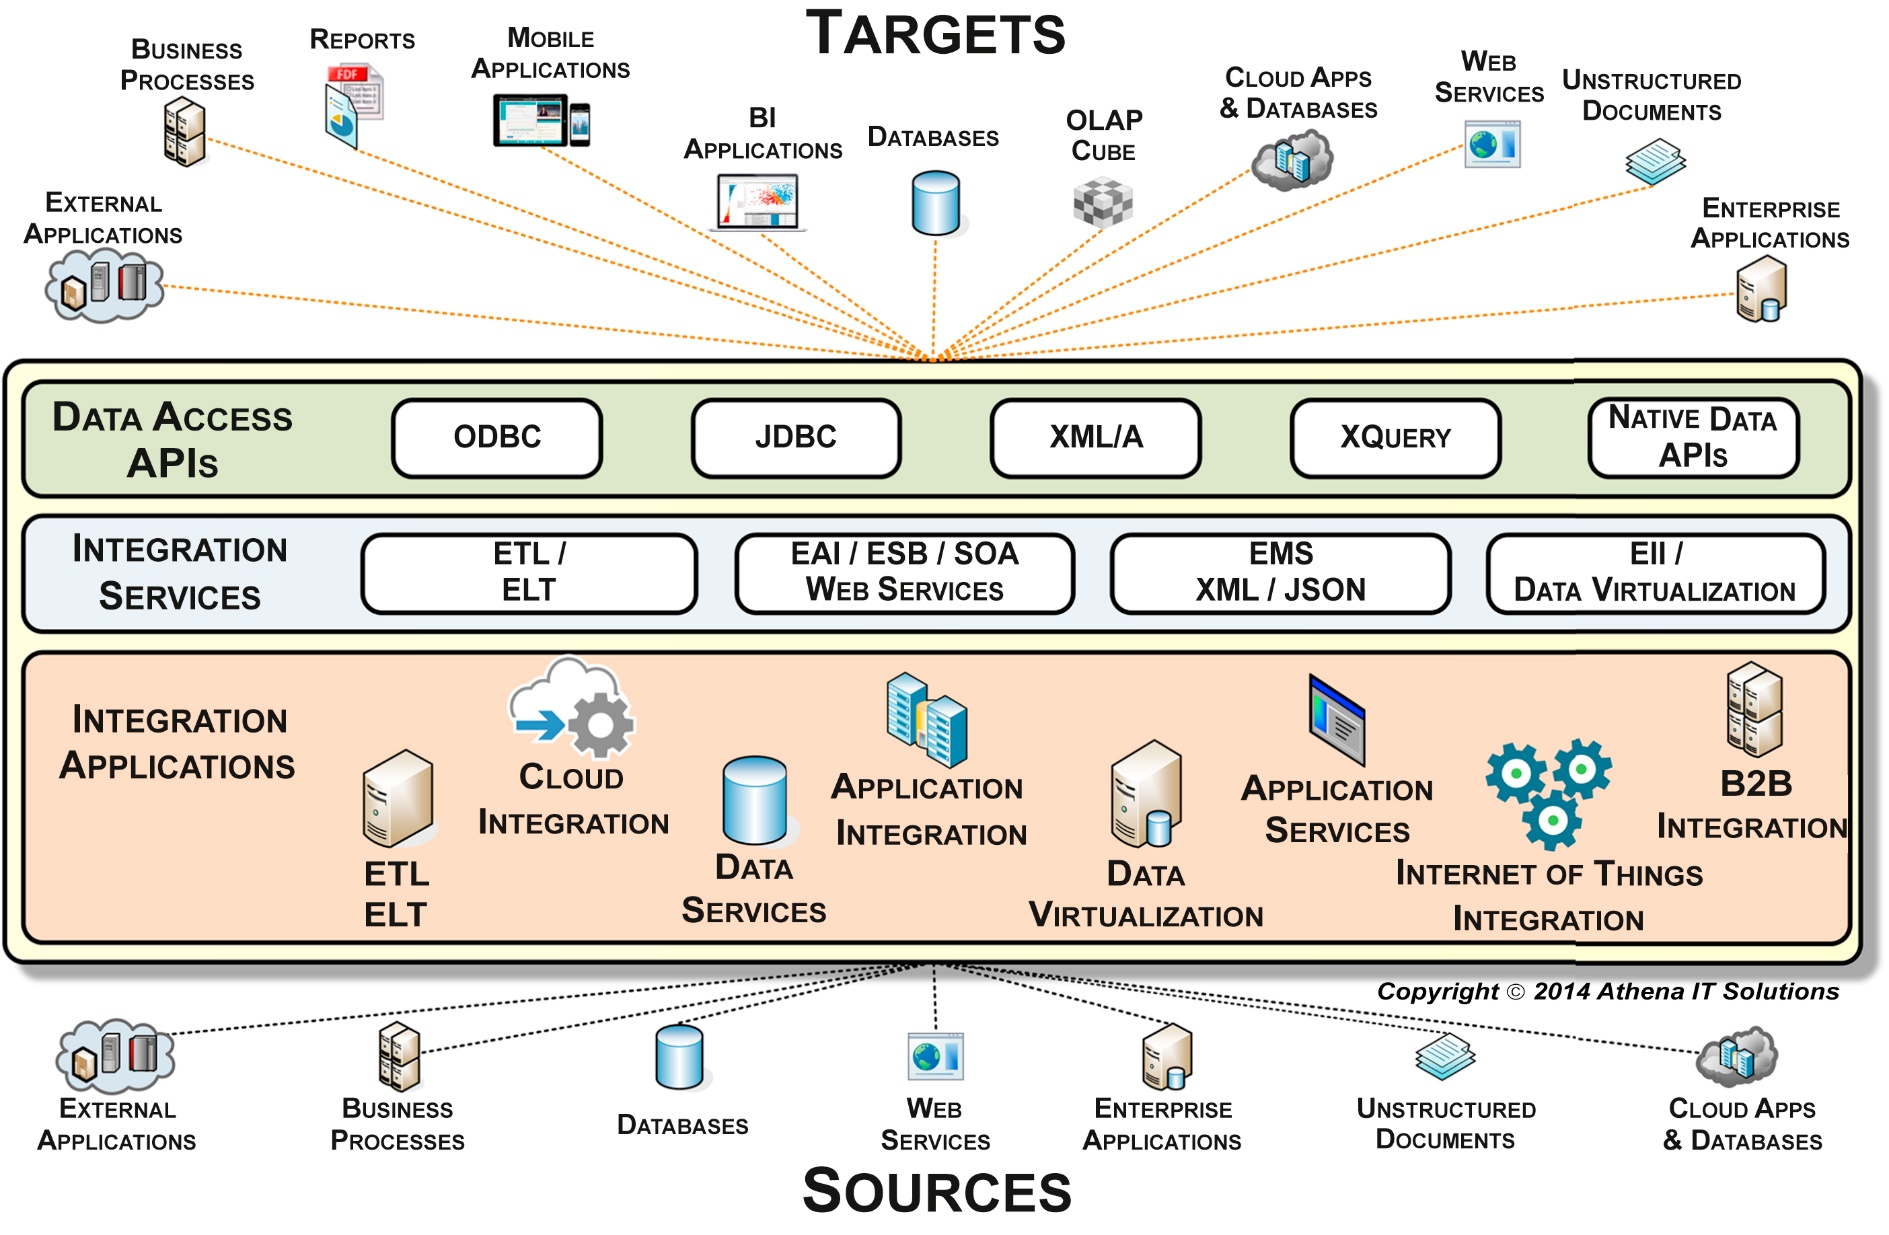 TARGETS
BUSINESS
PROCESSES
REPORTS
FDF
MOBILE
APPLICATIONS
BI
APPLICATIONS
DATABASES
OLAP
CUBE
CLOUD APPS
& DATABASES
WEB
SERVICES
UNSTRUCTURED
DOCUMENTS
EXTERNAL
APPLICATIONS
ENTERPRISE
APPLICATIONS
DATA ACCESS
APIS
ODBC
JDBC
XML/A
XQUERY
NATIVE DATA
APIS
INTEGRATION
SERVICES
ETL /
ELT
EAI / ESB / SOA
WEB SERVICES
EMS
XML / JSON
EII /
DATA VIRTUALIZATION
INTEGRATION
APPLICATIONS
ETL
ELT
CLOUD
INTEGRATION
DATA
SERVICES
APPLICATION
INTEGRATION
DATA
VIRTUALIZATION
APPLICATION
SERVICES
INTERNET OF THINGS
INTEGRATION
B2B
INTEGRATION
Copyright © 2014 Athena IT Solutions
EXTERNAL
APPLICATIONS
BUSINESS
PROCESSES
DATABASES
WEB
SERVICES
ENTERPRISE
APPLICATIONS
UNSTRUCTURED
DOCUMENTS
CLOUD APPS
& DATABASES
SOURCES